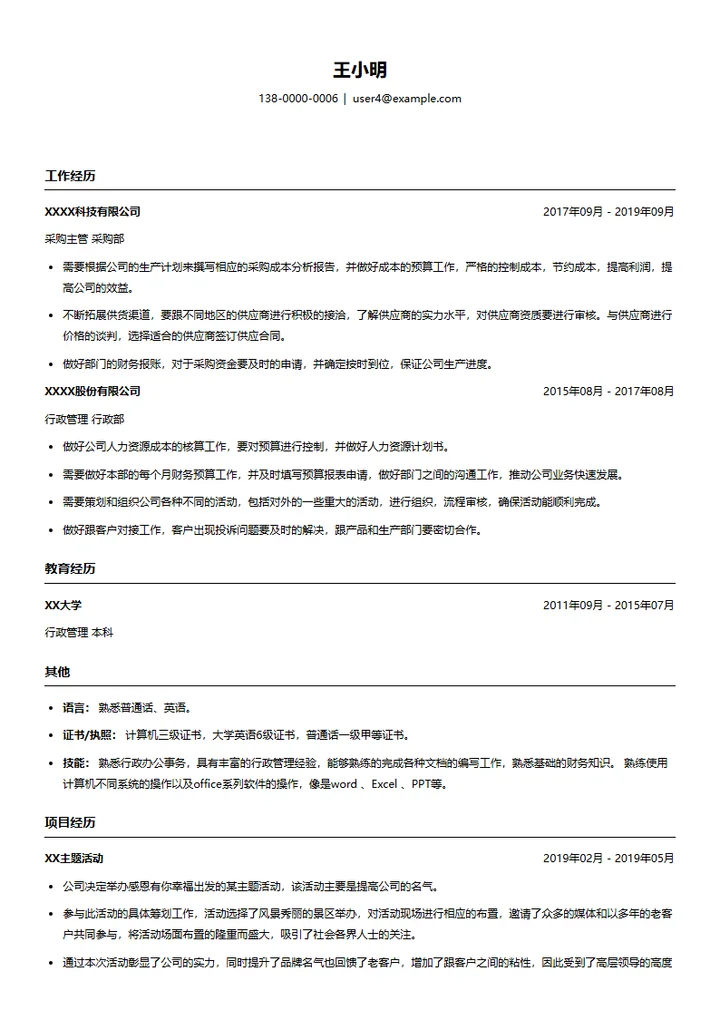 王小明
138-0000-0006 | user4@example.com
工作经历
XXXX科技有限公司 2017年09月 - 2019年09月
采购主管 采购部
• 需要根据公司的生产计划来撰写相应的采购成本分析报告，并做好成本的预算工作，严格的控制成本，节约成本，提高利润，提
高公司的效益。
• 不断拓展供货渠道，要跟不同地区的供应商进行积极的接洽，了解供应商的实力水平，对供应商资质要进行审核。与供应商进行
价格的谈判，选择适合的供应商签订供应合同。
• 做好部门的财务报账，对于采购资金要及时的申请，并确定按时到位，保证公司生产进度。
XXXX股份有限公司 2015年08月 - 2017年08月
行政管理 行政部
• 做好公司人力资源成本的核算工作，要对预算进行控制，并做好人力资源计划书。
• 需要做好本部的每个月财务预算工作，并及时填写预算报表申请，做好部门之间的沟通工作，推动公司业务快速发展。
• 需要策划和组织公司各种不同的活动，包括对外的一些重大的活动，进行组织，流程审核，确保活动能顺利完成。
• 做好跟客户对接工作，客户出现投诉问题要及时的解决，跟产品和生产部门要密切合作。
教育经历
XX大学 2011年09月 - 2015年07月
行政管理 本科
其他
• 语言： 熟悉普通话、英语。
• 证书/执照： 计算机三级证书，大学英语6级证书，普通话一级甲等证书。
• 技能： 熟悉行政办公事务，具有丰富的行政管理经验，能够熟练的完成各种文档的编写工作，熟悉基础的财务知识。 熟练使用
计算机不同系统的操作以及office系列软件的操作，像是word 、Excel 、PPT等。
项目经历
XX主题活动 2019年02月 - 2019年05月
• 公司决定举办感恩有你幸福出发的某主题活动，该活动主要是提高公司的名气。
• 参与此活动的具体筹划工作，活动选择了风景秀丽的景区举办，对活动现场进行相应的布置，邀请了众多的媒体和以多年的老客
户共同参与，将活动场面布置的隆重而盛大，吸引了社会各界人士的关注。
• 通过本次活动彰显了公司的实力，同时提升了品牌名气也回馈了老客户，增加了跟客户之间的粘性，因此受到了高层领导的高度